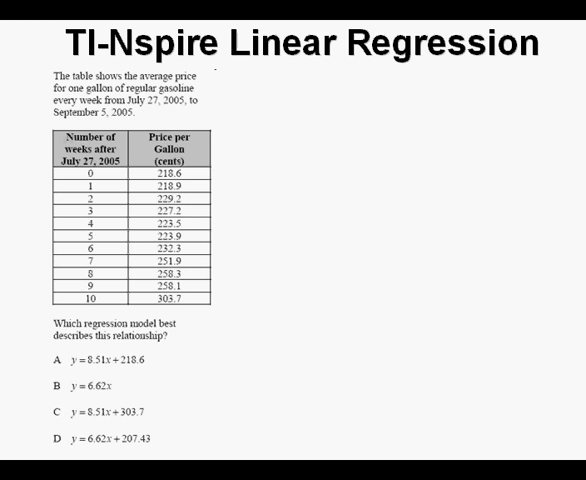 TI-Nspire Linear Regression
The table shows the average price
for one gallon of regular gasoline
every week from July 27, 2005, to
September 5, 2005.
Number of weeks after July 27, 2005 Price per Gallon (cents)
0 218.6
1 218.9
2 229.2
3 227.2
4 223.5
5 223.9
6 232.3
7 251.9
8 258.3
9 258.1
10 303.7
Which regression model best
describes this relationship?
A y = 8.51x + 218.6
B y = 6.62x
C y = 8.51x + 303.7
D y = 6.62x + 207.43